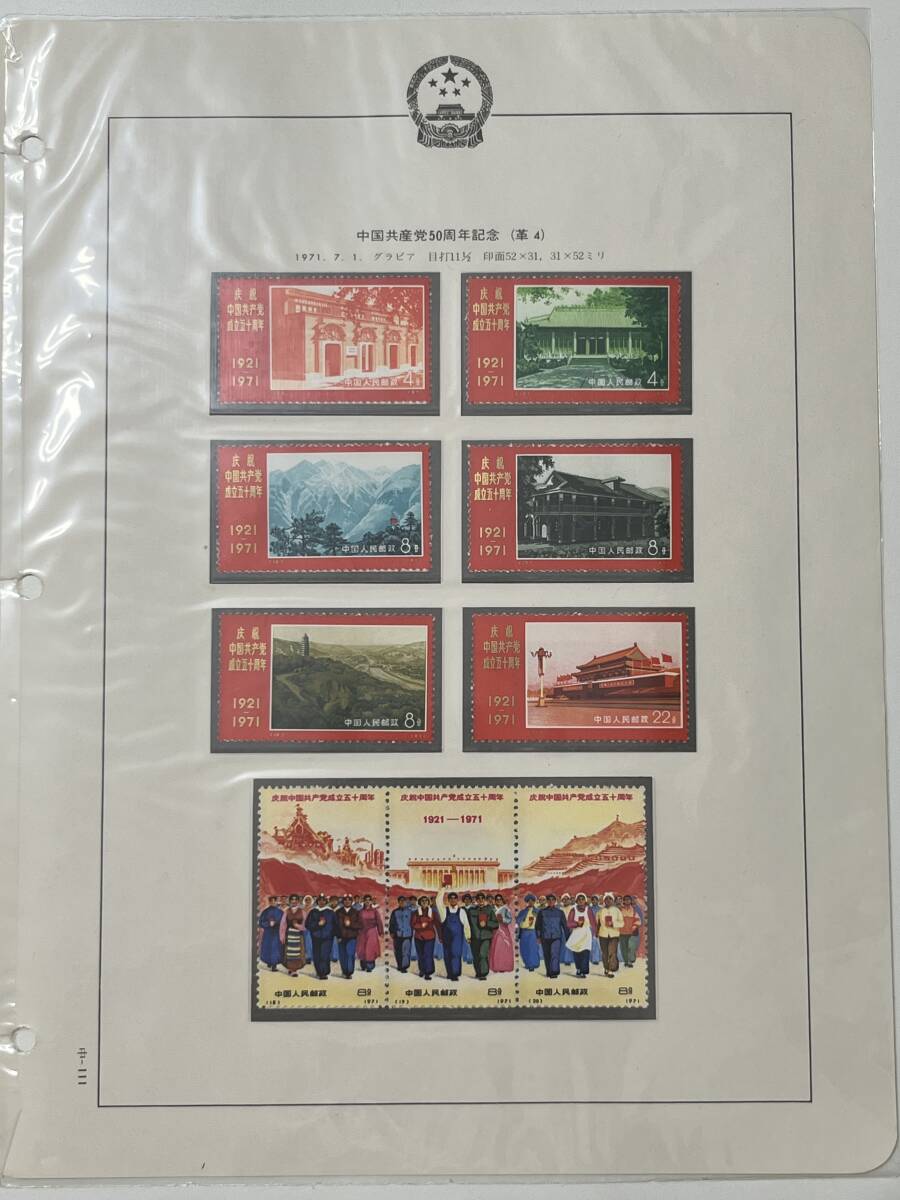 中国共産党50周年記念 (革4)
1971. 7. 1. グラビア 目打11½ 印面52×31, 31×52ミリ
庆祝
中国共产党
成立五十周年
1921
-1971
中国人民邮政 4分
庆祝
中国共产党
成立五十周年
1921
-1971
中国人民邮政 4分
庆祝
中国共产党
成立五十周年
1921
-1971
中国人民邮政 8分
庆祝
中国共产党
成立五十周年
1921
-1971
中国人民邮政 8分
庆祝
中国共产党
成立五十周年
1921
-1971
中国人民邮政 8分
庆祝
中国共产党
成立五十周年
1921
-1971
中国人民邮政 22分
庆祝中国共产党成立五十周年
庆祝中国共产党成立五十周年
1921—1971
庆祝中国共产党成立五十周年
中国人民邮政 8分
(18) 1971
中国人民邮政 8分
(19) 1971
中国人民邮政 8分
(20) 1971
中-111